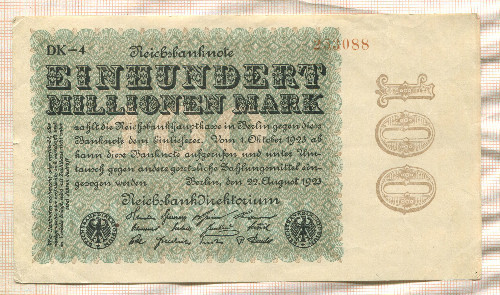 DK-4 Reichsbanknote
088
EINHUNDERT
MILLIONEN MARK
zahlt die Reichsbankhauptkasse in Berlin gegen diese
Banknote dem Einlieferer. Vom 1. Oktober 1923 ab
kann diese Banknote aufgerufen und unter Um-
tausch gegen andere gesetzliche Zahlungsmittel ein-
gezogen werden Berlin, den 22. August 1923
Reichsbankdirektorium
100